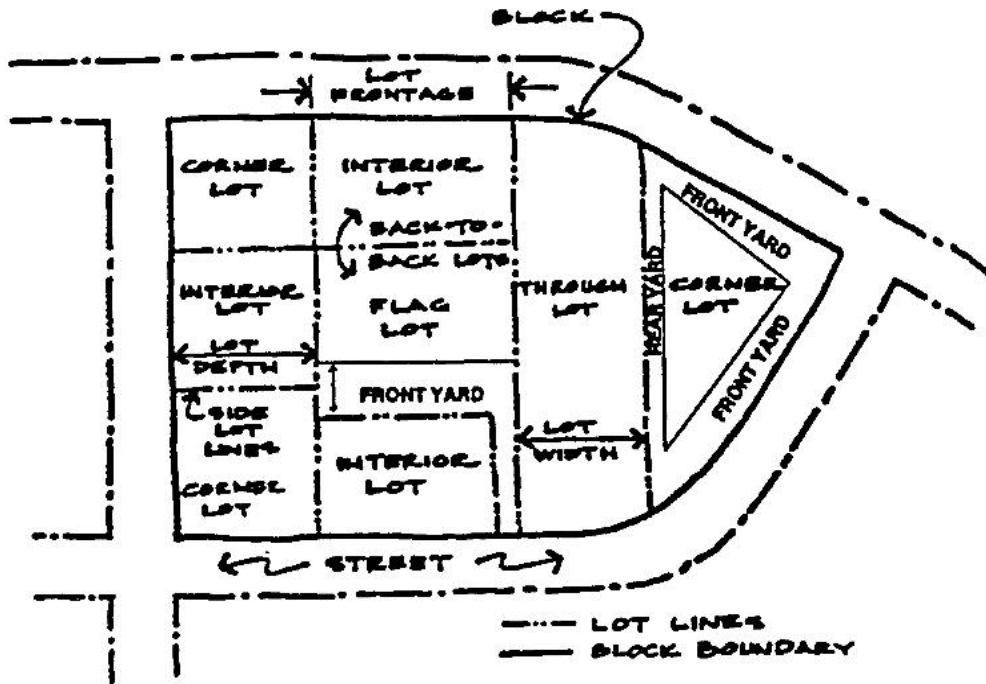 BLOCK
LOT
FRONTAGE
CORNER
LOT
INTERIOR
LOT
BACK-TO-
BACK LOTS
FRONT YARD
INTERIOR
LOT
FLAG
LOT
THROUGH
LOT
REAR YARD
CORNER
LOT
FRONT YARD
LOT
DEPTH
FRONT YARD
SIDE
LOT
LINES
LOT
WIDTH
CORNER
LOT
INTERIOR
LOT
STREET
LOT LINES
BLOCK BOUNDARY